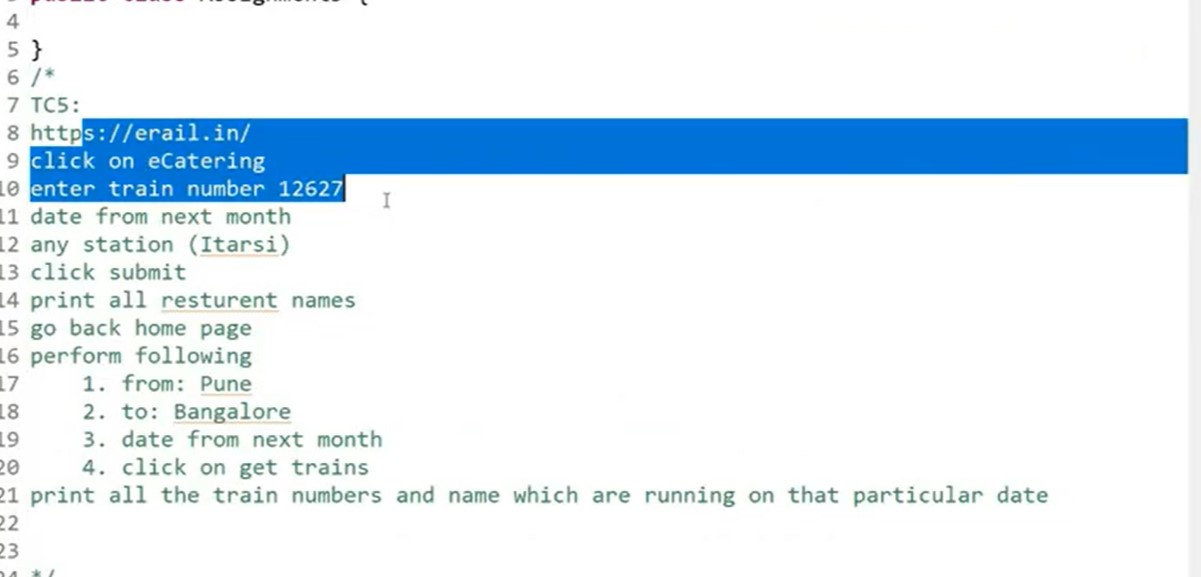 public class Assignments {
4
5 }
6 /*
7 TC5:
8 https://erail.in/
9 click on eCatering
10 enter train number 12627
11 date from next month
12 any station (Itarsi)
13 click submit
14 print all resturent names
15 go back home page
16 perform following
17 1. from: Pune
18 2. to: Bangalore
19 3. date from next month
20 4. click on get trains
21 print all the train numbers and name which are running on that particular date
22
23
24 */